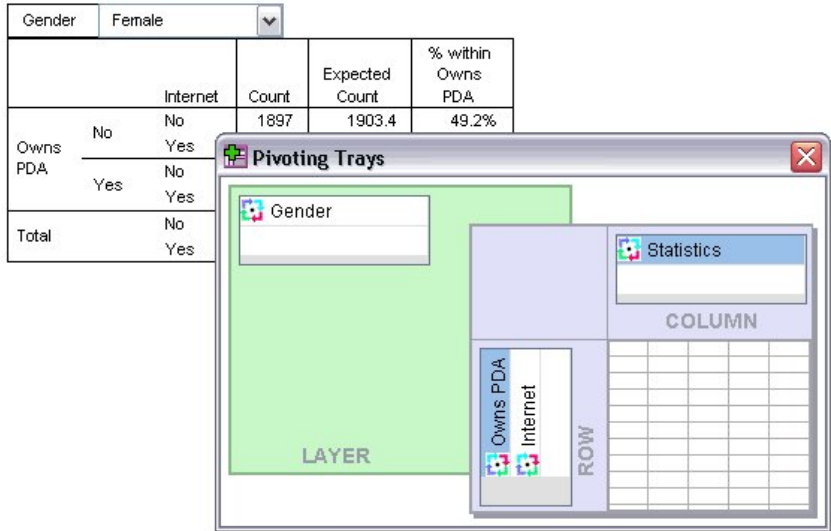 Gender Female
Internet Count Expected Count % within Owns PDA
Owns PDA No No 1897 1903.4 49.2%
Yes
Yes No
Yes
Total No
Yes
Pivoting Trays
Gender
LAYER
Statistics
COLUMN
Owns PDA
Internet
ROW